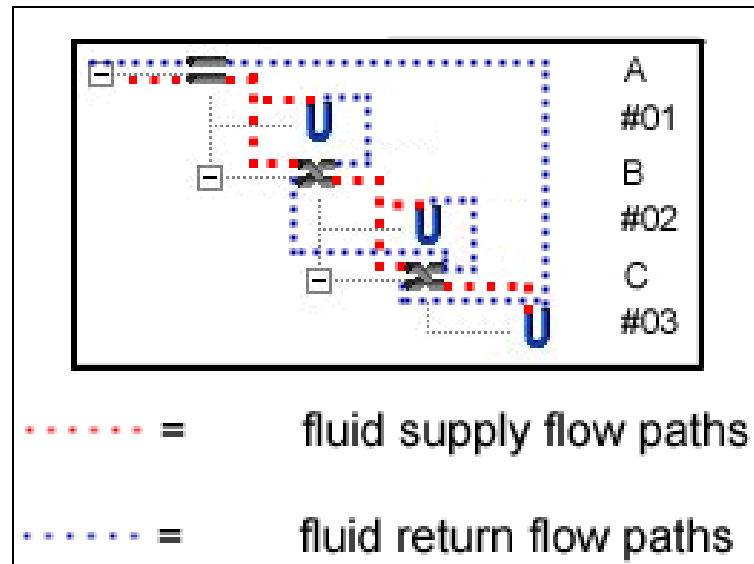 A
#01
B
#02
C
#03
= fluid supply flow paths
= fluid return flow paths